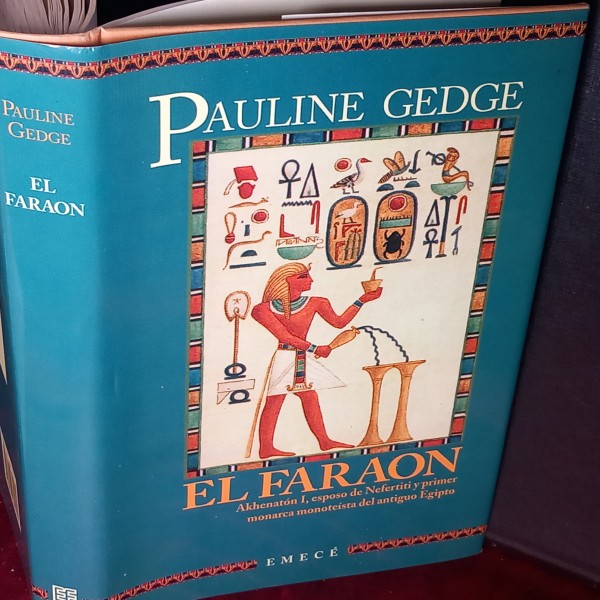 PAULINE
GEDGE
EL
FARAON
PAULINE GEDGE
EL FARAON
Akhenatón I, esposo de Nefertiti y primer
monarca monoteísta del antiguo Egipto
EMECÉ